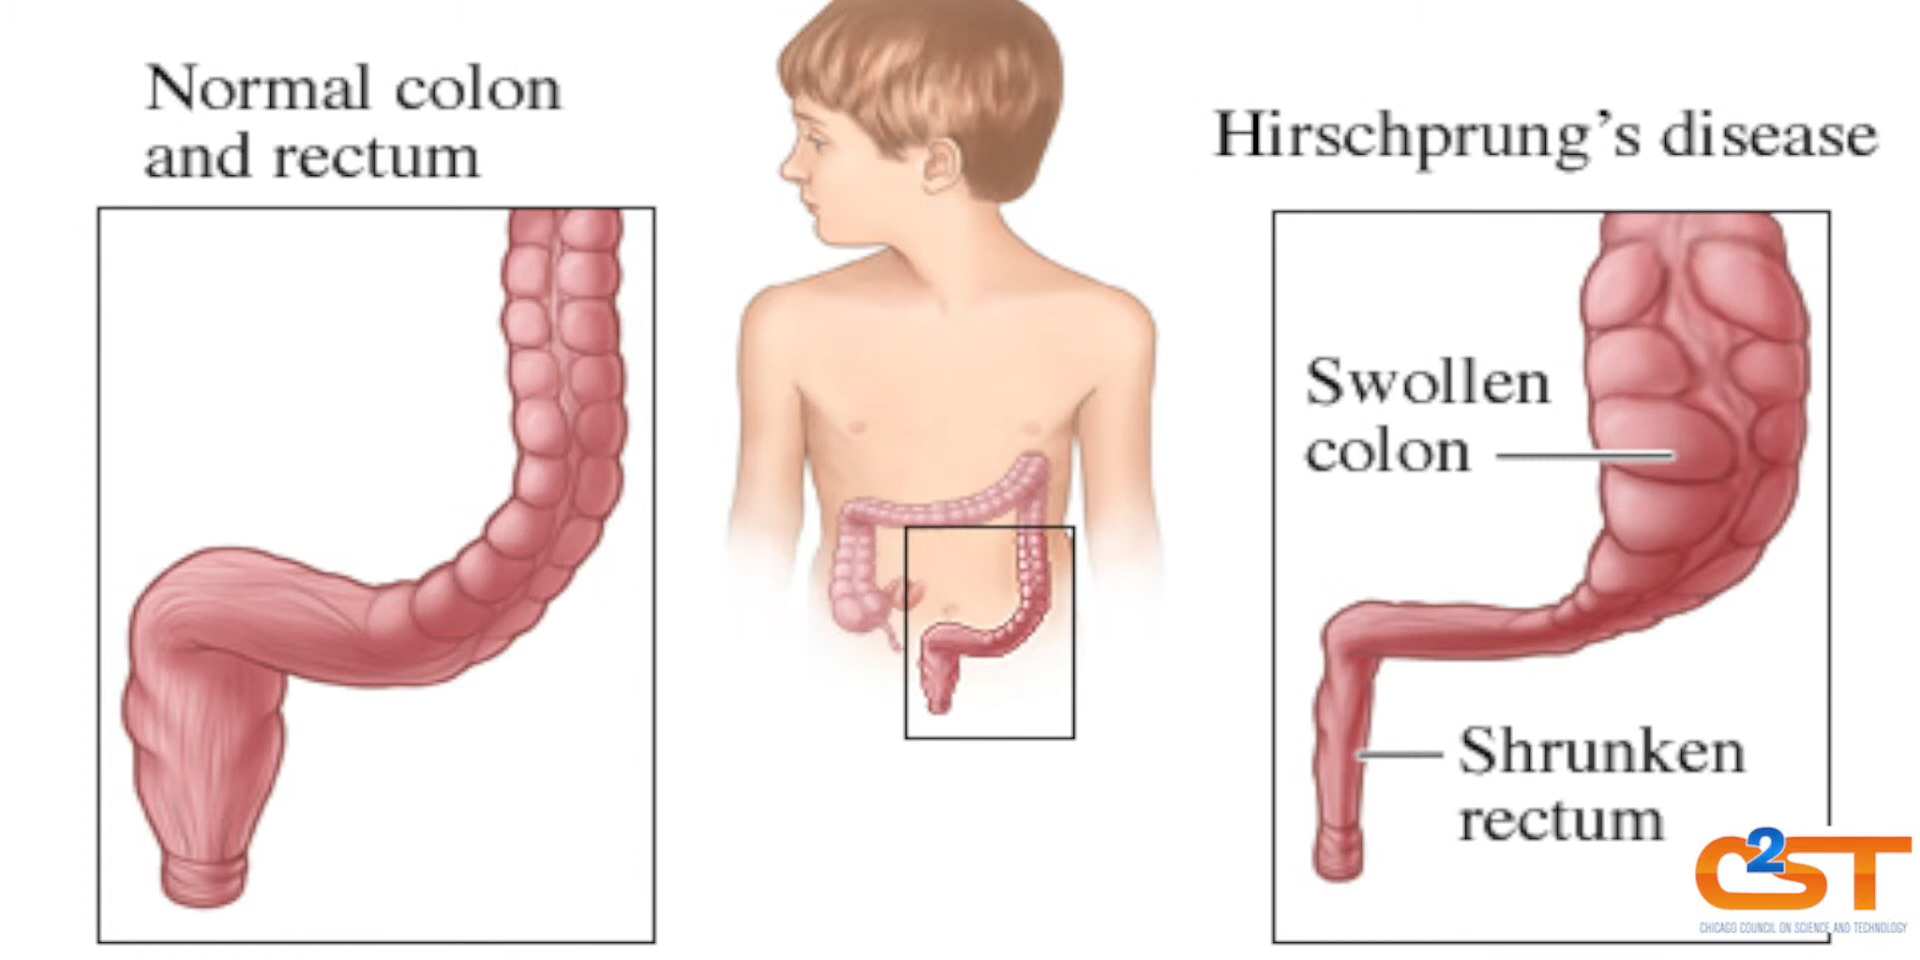 Normal colon
and rectum
Hirschprung's disease
Swollen
colon
Shrunken
rectum
C2ST
CHICAGO COUNCIL ON SCIENCE AND TECHNOLOGY